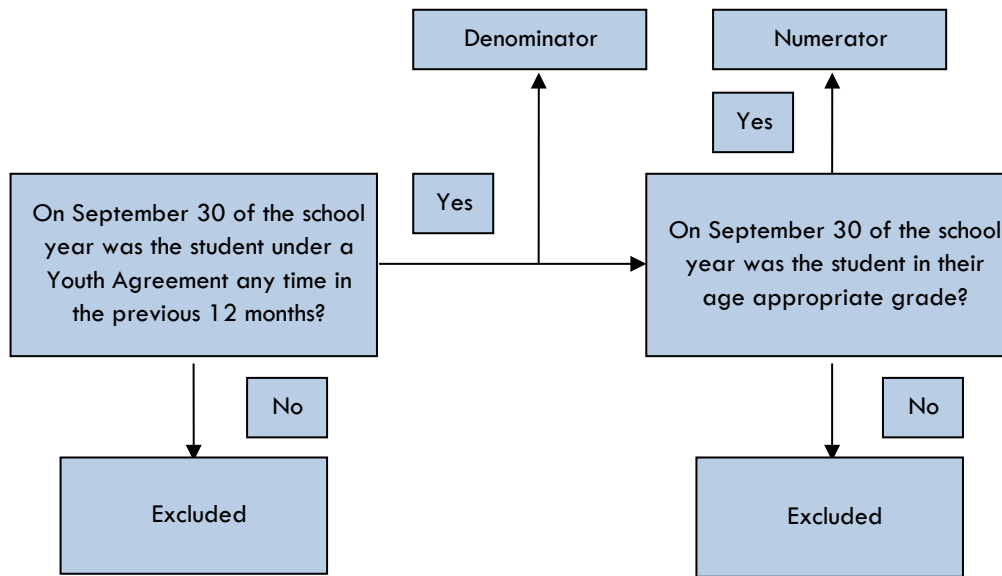 Denominator
Numerator
Yes
Yes
On September 30 of the school
year was the student under a
Youth Agreement any time in
the previous 12 months?
On September 30 of the school
year was the student in their
age appropriate grade?
No
No
Excluded
Excluded